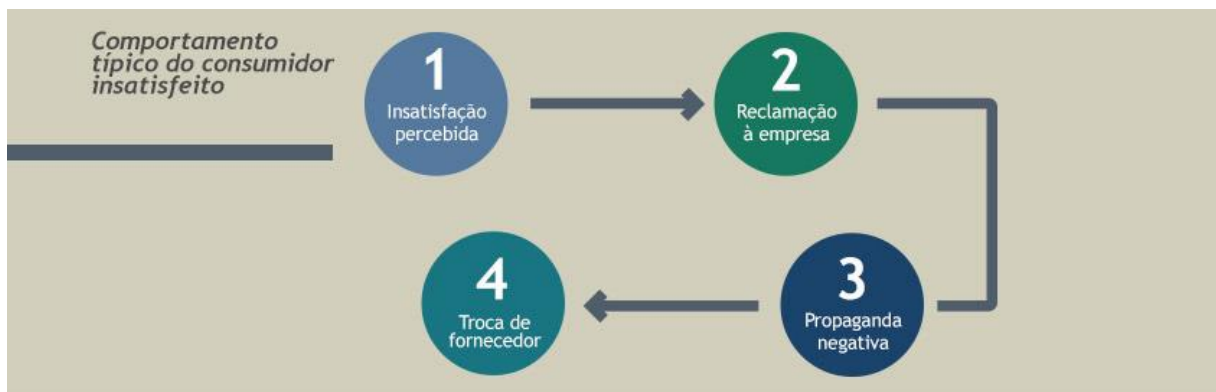 Comportamento
típico do consumidor
insatisfeito
1
Insatisfação
percebida
2
Reclamação
à empresa
3
Propaganda
negativa
4
Troca de
fornecedor